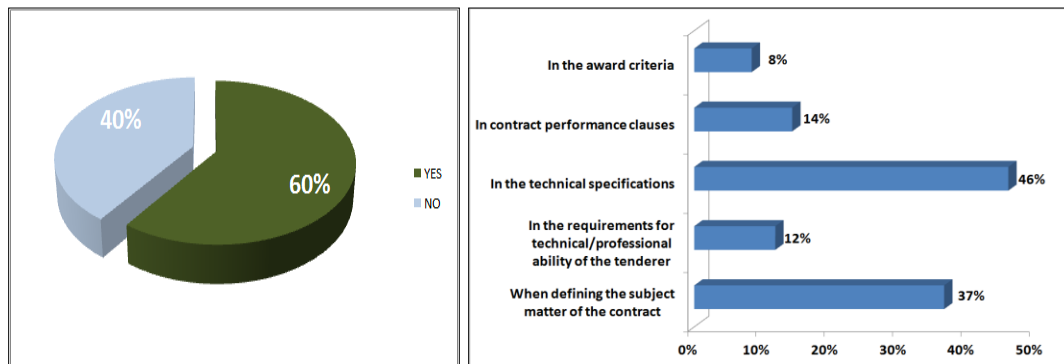 40%
60%
YES
NO
In the award criteria
8%
In contract performance clauses
14%
In the technical specifications
46%
In the requirements for
technical/professional
ability of the tenderer
12%
When defining the subject
matter of the contract
37%
0% 10% 20% 30% 40% 50%